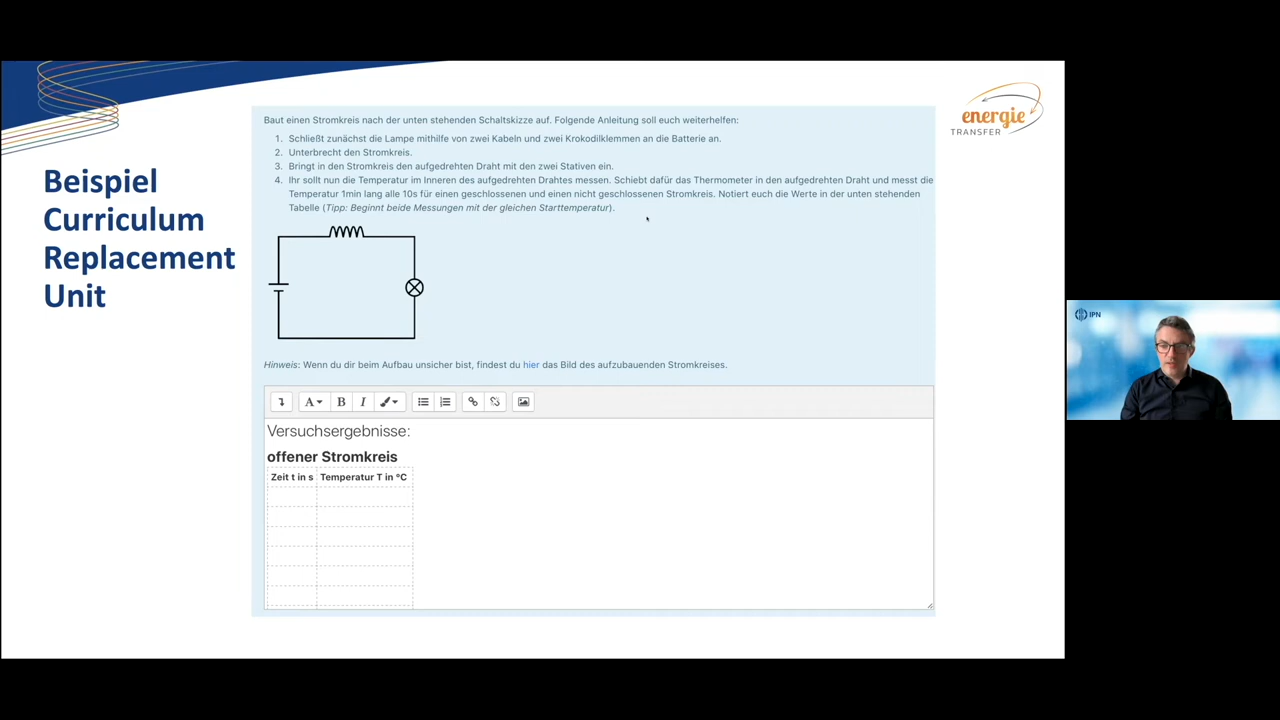 energie
TRANSFER
Beispiel
Curriculum
Replacement
Unit
Baut einen Stromkreis nach der unten stehenden Schaltskizze auf. Folgende Anleitung soll euch weiterhelfen:
1. Schließt zunächst die Lampe mithilfe von zwei Kabeln und zwei Krokodilklemmen an die Batterie an.
2. Unterbrecht den Stromkreis.
3. Bringt in den Stromkreis den aufgedrehten Draht mit den zwei Stativen ein.
4. Ihr sollt nun die Temperatur im Inneren des aufgedrehten Drahtes messen. Schiebt dafür das Thermometer in den aufgedrehten Draht und messt die
Temperatur 1min lang alle 10s für einen geschlossenen und einen nicht geschlossenen Stromkreis. Notiert euch die Werte in der unten stehenden
Tabelle (Tipp: Beginnt beide Messungen mit der gleichen Starttemperatur).
Hinweis: Wenn du dir beim Aufbau unsicher bist, findest du hier das Bild des aufzubauenden Stromkreises.
A B I
Versuchsergebnisse:
offener Stromkreis
Zeit t in s Temperatur T in °C
IPN